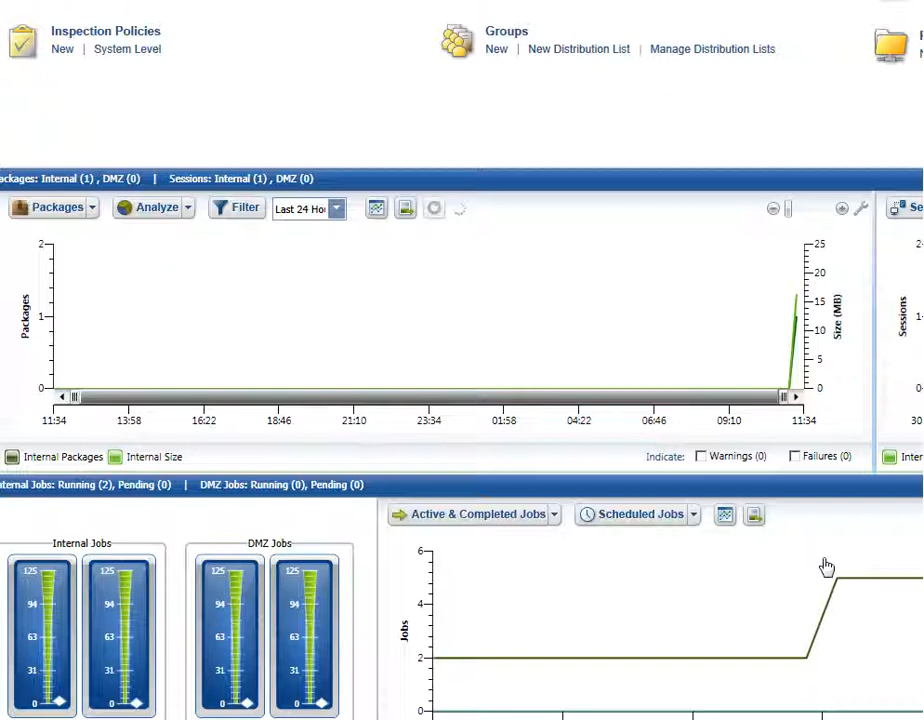 Inspection Policies
New | System Level
Groups
New | New Distribution List | Manage Distribution Lists
ackages: Internal (1) , DMZ (0) | Sessions: Internal (1) , DMZ (0)
Packages Analyze Filter Last 24 Ho Se
2 25 2
20
Packages 1 15 Size (MB) Sessions 1
10
5
0 0 0
11:34 13:58 16:22 18:46 21:10 23:34 01:58 04:22 06:46 09:10 11:34 30
Internal Packages Internal Size Indicate: Warnings (0) Failures (0) Inter
nternal Jobs: Running (2), Pending (0) | DMZ Jobs: Running (0), Pending (0)
Active & Completed Jobs Scheduled Jobs
Internal Jobs DMZ Jobs
125 125 125 125
94 94 94 94
63 63 63 63
31 31 31 31
0 0 0 0
6
4
Jobs
2
0